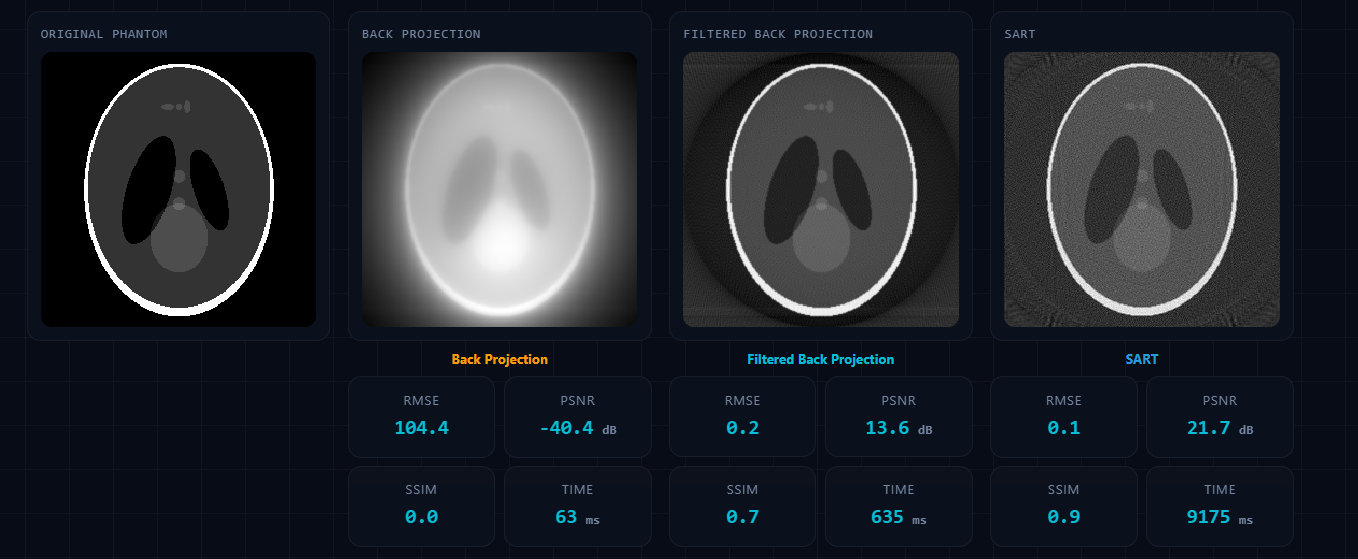 ORIGINAL PHANTOM
BACK PROJECTION
FILTERED BACK PROJECTION
SART
Back Projection
Filtered Back Projection
SART
RMSE
104.4
PSNR
-40.4 dB
RMSE
0.2
PSNR
13.6 dB
RMSE
0.1
PSNR
21.7 dB
SSIM
0.0
TIME
63 ms
SSIM
0.7
TIME
635 ms
SSIM
0.9
TIME
9175 ms